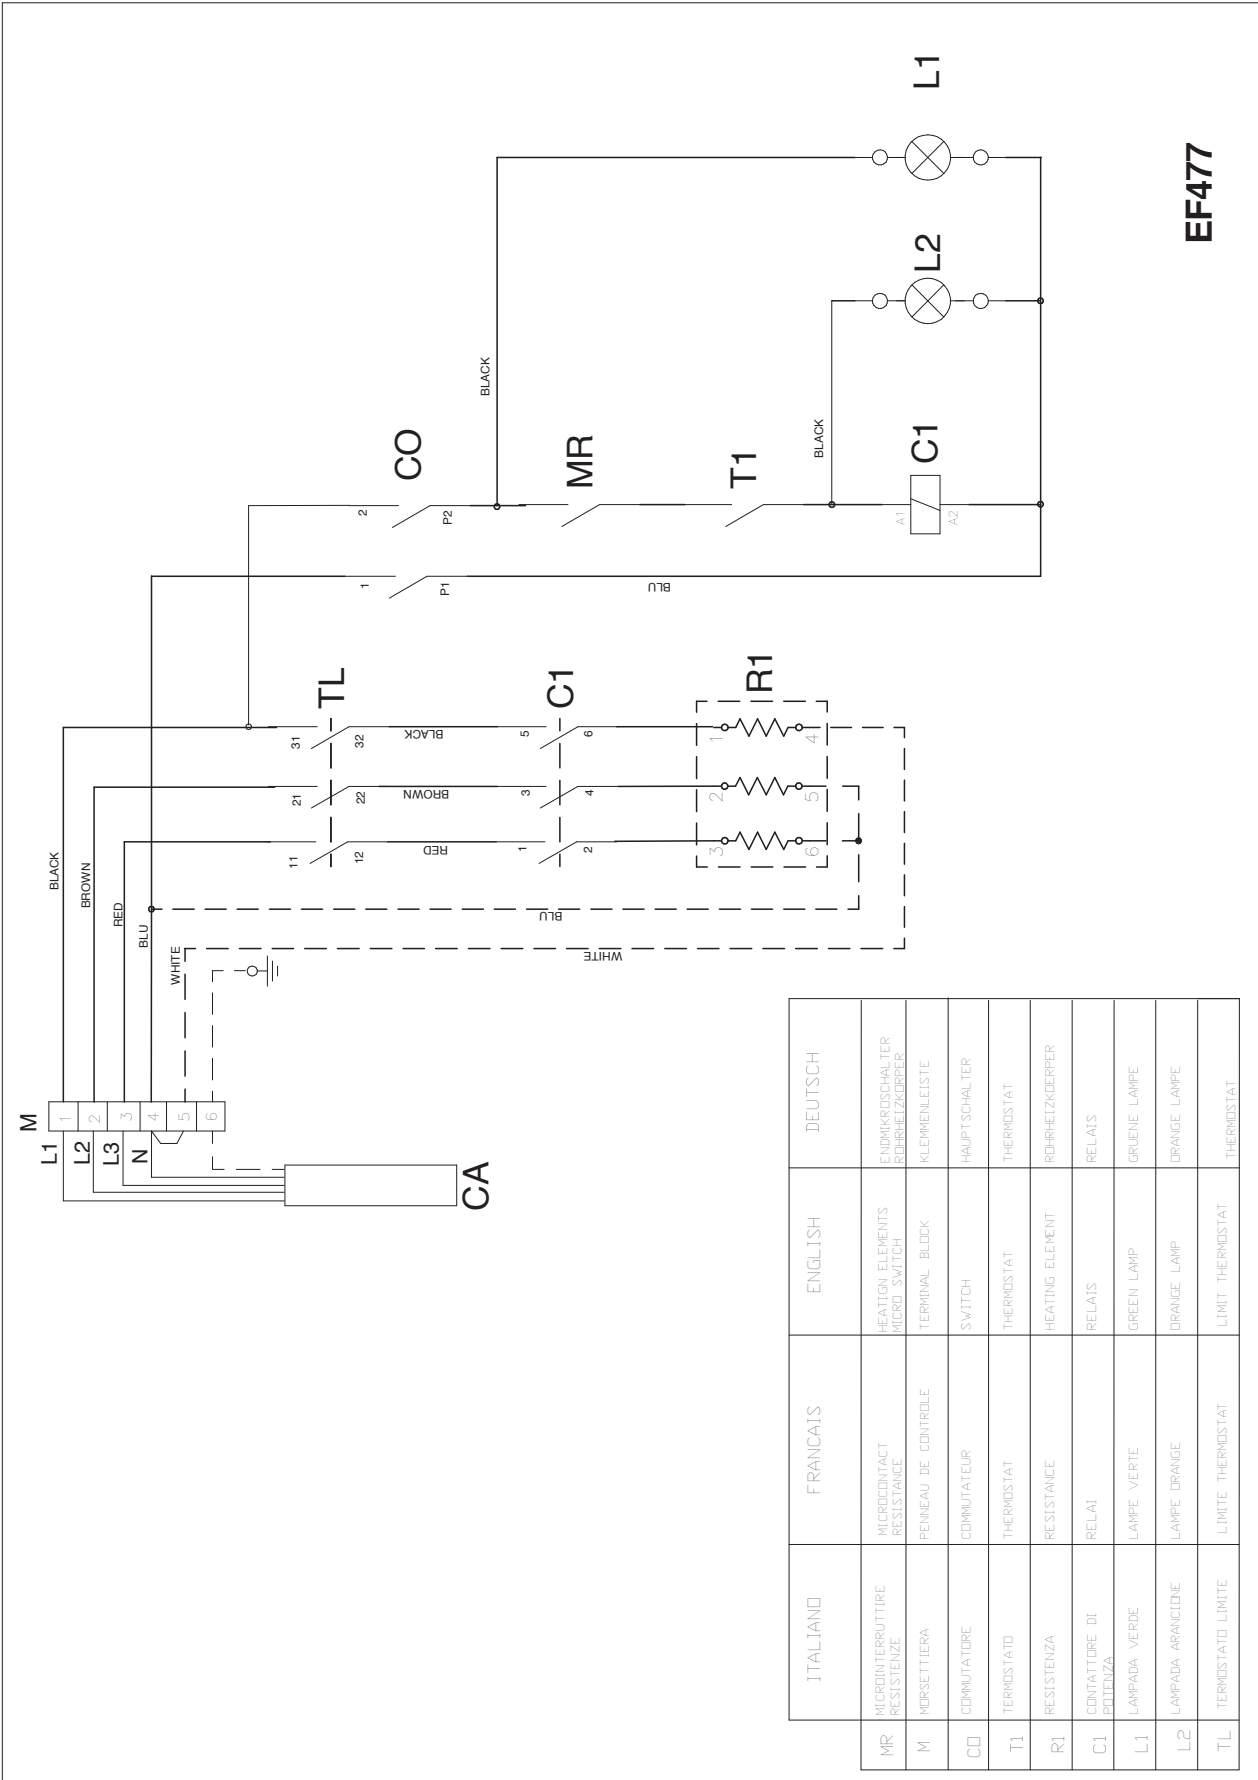 EF477
L1
L2
BLACK
CO
2
P2
MR
T1
BLACK
C1
A1
A2
1
P1
BLU
TL
31
32
BLACK
21
22
BROWN
11
12
RED
C1
5
6
3
4
1
2
R1
1
4
2
5
3
6
BLACK
BROWN
RED
BLU
WHITE
BLU
WHITE
M
L1
L2
L3
N
1
2
3
4
5
6
CA
ITALIANO FRANCAIS ENGLISH DEUTSCH
MR MICROINTERRUTTIRE RESISTENZE MICROCONTACT RESISTANCE HEATIGN ELEMENTS MICRO SWITCH ENDMIKROSCHALTER ROHRHEIZKORPER
M MORSETTIERA PENNEAU DE CONTROLE TERMINAL BLOCK KLEMMENLEISTE
CO COMMUTATORE COMMUTATEUR SWITCH HAUPTSCHALTER
T1 TERMOSTATO THERMOSTAT THERMOSTAT THERMOSTAT
R1 RESISTENZA RESISTANCE HEATING ELEMENT ROHRHEIZKOERPER
C1 CONTATTORE DI POTENZA RELAI RELAIS RELAIS
L1 LAMPADA VERDE LAMPE VERTE GREEN LAMP GRUENE LAMPE
L2 LAMPADA ARANCIONE LAMPE ORANGE ORANGE LAMP ORANGE LAMPE
TL TERMOSTATO LIMITE LIMITE THERMOSTAT LIMIT THERMOSTAT THERMOSTAT